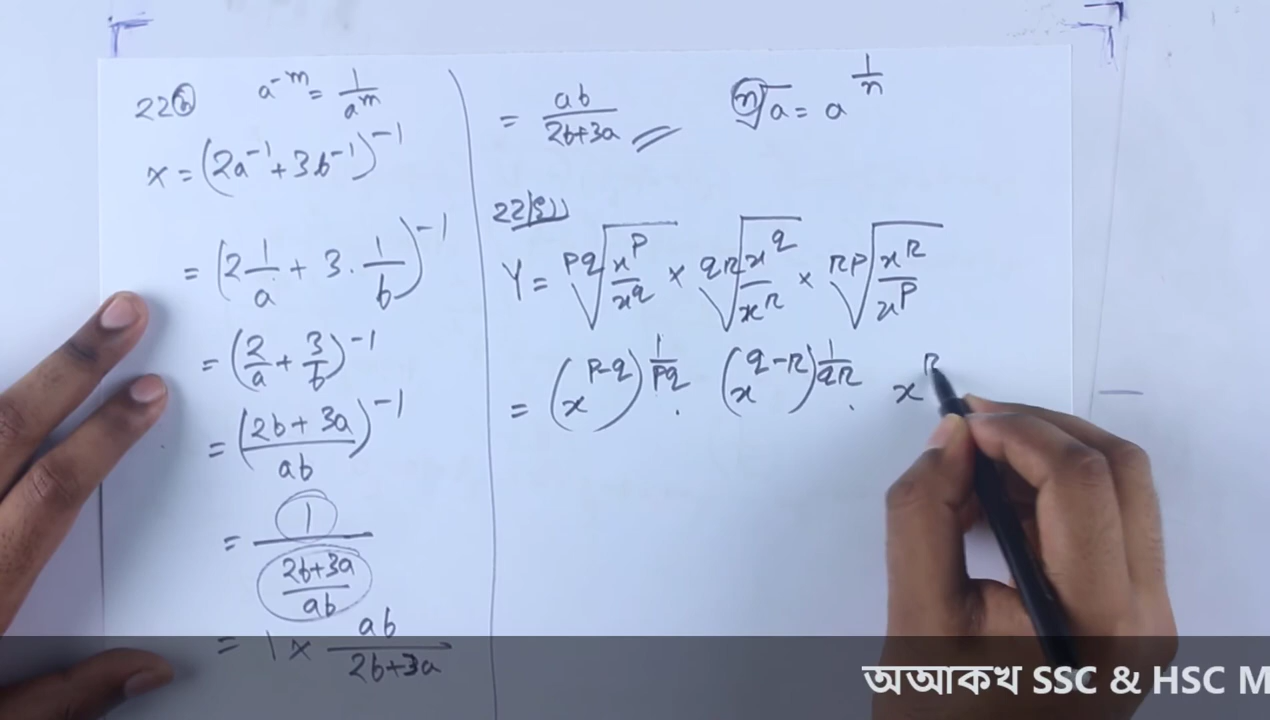 22(b) a⁻ᵐ = 1/aᵐ
x = (2a⁻¹ + 3b⁻¹)⁻¹
= (2 1/a + 3 · 1/b)⁻¹
= (2/a + 3/b)⁻¹
= ((2b + 3a)/ab)⁻¹
= 1/((2b+3a)/ab)
= 1 × ab/(2b+3a)
= ab/(2b+3a) ⁿ√a = a^(1/n)
Y = ᵖ𐞥√(xᵖ/x^q) × ^(qR)√(x^q/x^R) × ^(RP)√(x^R/x^P)
= (x^(P-q))^(1/Pq) . (x^(q-R))^(1/qR) . x^R
অআকখ SSC & HSC M